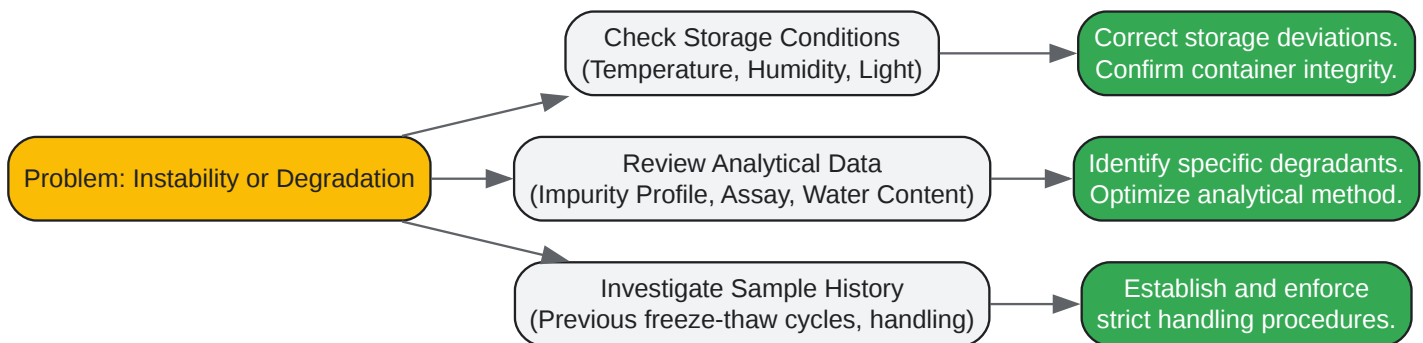 Problem: Instability or Degradation
Check Storage Conditions
(Temperature, Humidity, Light)
Correct storage deviations.
Confirm container integrity.
Review Analytical Data
(Impurity Profile, Assay, Water Content)
Identify specific degradants.
Optimize analytical method.
Investigate Sample History
(Previous freeze-thaw cycles, handling)
Establish and enforce
strict handling procedures.